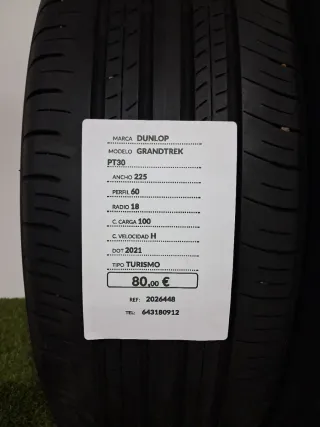 MARCA DUNLOP
MODELO GRANDTREK
PT30
ANCHO 225
PERFIL 60
RADIO 18
C. CARGA 100
C. VELOCIDAD H
DOT 2021
TIPO TURISMO
80,00 €
REF: 2026448
TEL: 643180912